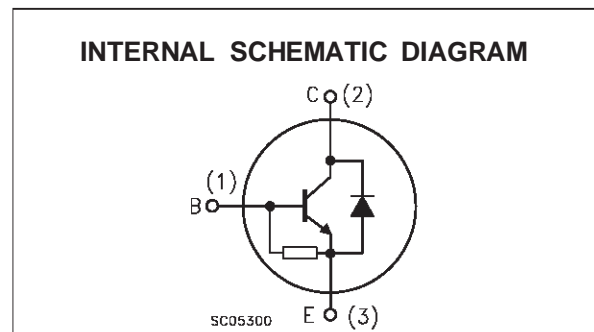 INTERNAL SCHEMATIC DIAGRAM
C (2)
(1)
B
SC05300
E (3)